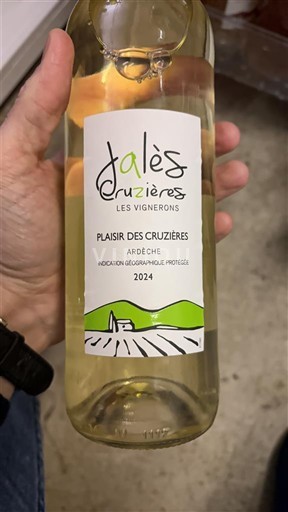 Jalès
Cruzières
LES VIGNERONS
PLAISIR DES CRUZIÈRES
ARDÈCHE
INDICATION GÉOGRAPHIQUE PROTÉGÉE
2024